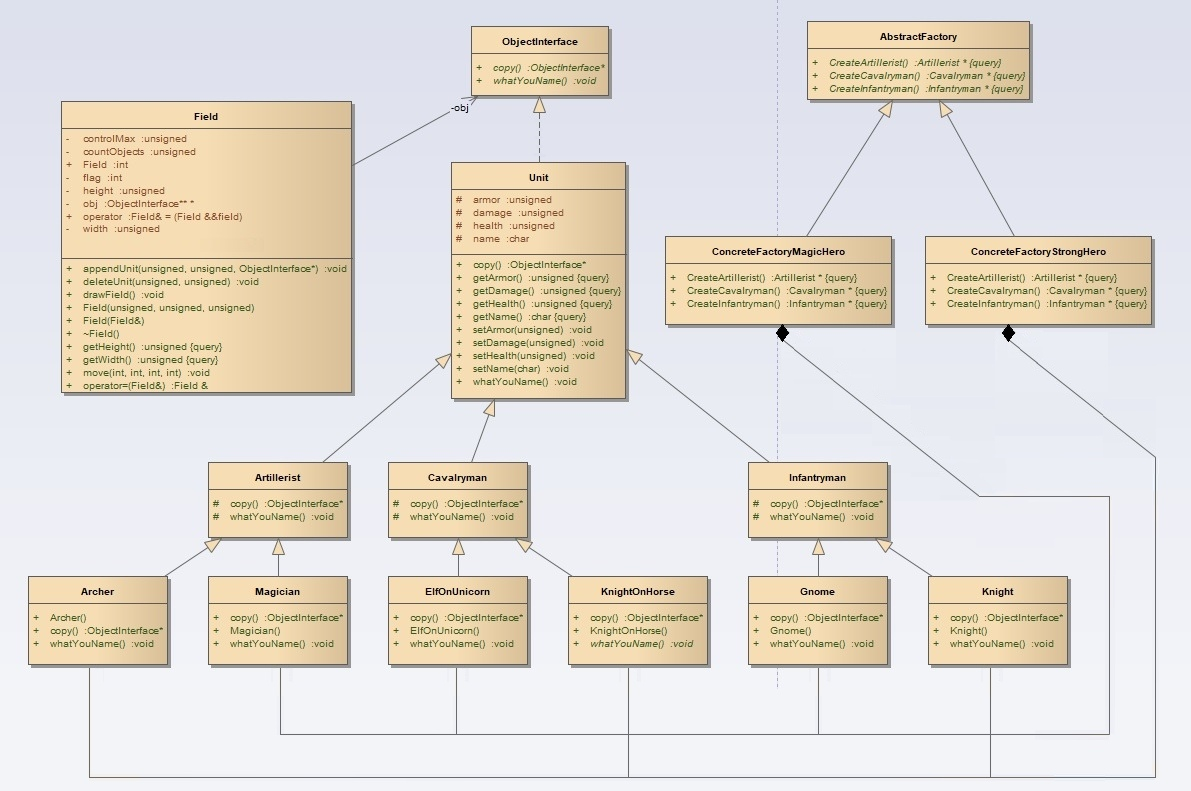 ObjectInterface
+ copy() :ObjectInterface*
+ whatYouName() :void
AbstractFactory
+ CreateArtillerist() :Artillerist * {query}
+ CreateCavalryman() :Cavalryman * {query}
+ CreateInfantryman() :Infantryman * {query}
-obj
Field
- controlMax :unsigned
- countObjects :unsigned
+ Field :int
- flag :int
- height :unsigned
- obj :ObjectInterface** *
+ operator :Field& = (Field &&field)
- width :unsigned
+ appendUnit(unsigned, unsigned, ObjectInterface*) :void
+ deleteUnit(unsigned, unsigned) :void
+ drawField() :void
+ Field(unsigned, unsigned, unsigned)
+ Field(Field&)
+ ~Field()
+ getHeight() :unsigned {query}
+ getWidth() :unsigned {query}
+ move(int, int, int, int) :void
+ operator=(Field&) :Field &
Unit
# armor :unsigned
# damage :unsigned
# health :unsigned
# name :char
+ copy() :ObjectInterface*
+ getArmor() :unsigned {query}
+ getDamage() :unsigned {query}
+ getHealth() :unsigned {query}
+ getName() :char {query}
+ setArmor(unsigned) :void
+ setDamage(unsigned) :void
+ setHealth(unsigned) :void
+ setName(char) :void
+ whatYouName() :void
ConcreteFactoryMagicHero
+ CreateArtillerist() :Artillerist * {query}
+ CreateCavalryman() :Cavalryman * {query}
+ CreateInfantryman() :Infantryman * {query}
ConcreteFactoryStrongHero
+ CreateArtillerist() :Artillerist * {query}
+ CreateCavalryman() :Cavalryman * {query}
+ CreateInfantryman() :Infantryman * {query}
Artillerist
# copy() :ObjectInterface*
# whatYouName() :void
Cavalryman
# copy() :ObjectInterface*
# whatYouName() :void
Infantryman
# copy() :ObjectInterface*
# whatYouName() :void
Archer
+ Archer()
+ copy() :ObjectInterface*
+ whatYouName() :void
Magician
+ copy() :ObjectInterface*
+ Magician()
+ whatYouName() :void
ElfOnUnicorn
+ copy() :ObjectInterface*
+ ElfOnUnicorn()
+ whatYouName() :void
KnightOnHorse
+ copy() :ObjectInterface*
+ KnightOnHorse()
+ whatYouName() :void
Gnome
+ copy() :ObjectInterface*
+ Gnome()
+ whatYouName() :void
Knight
+ copy() :ObjectInterface*
+ Knight()
+ whatYouName() :void